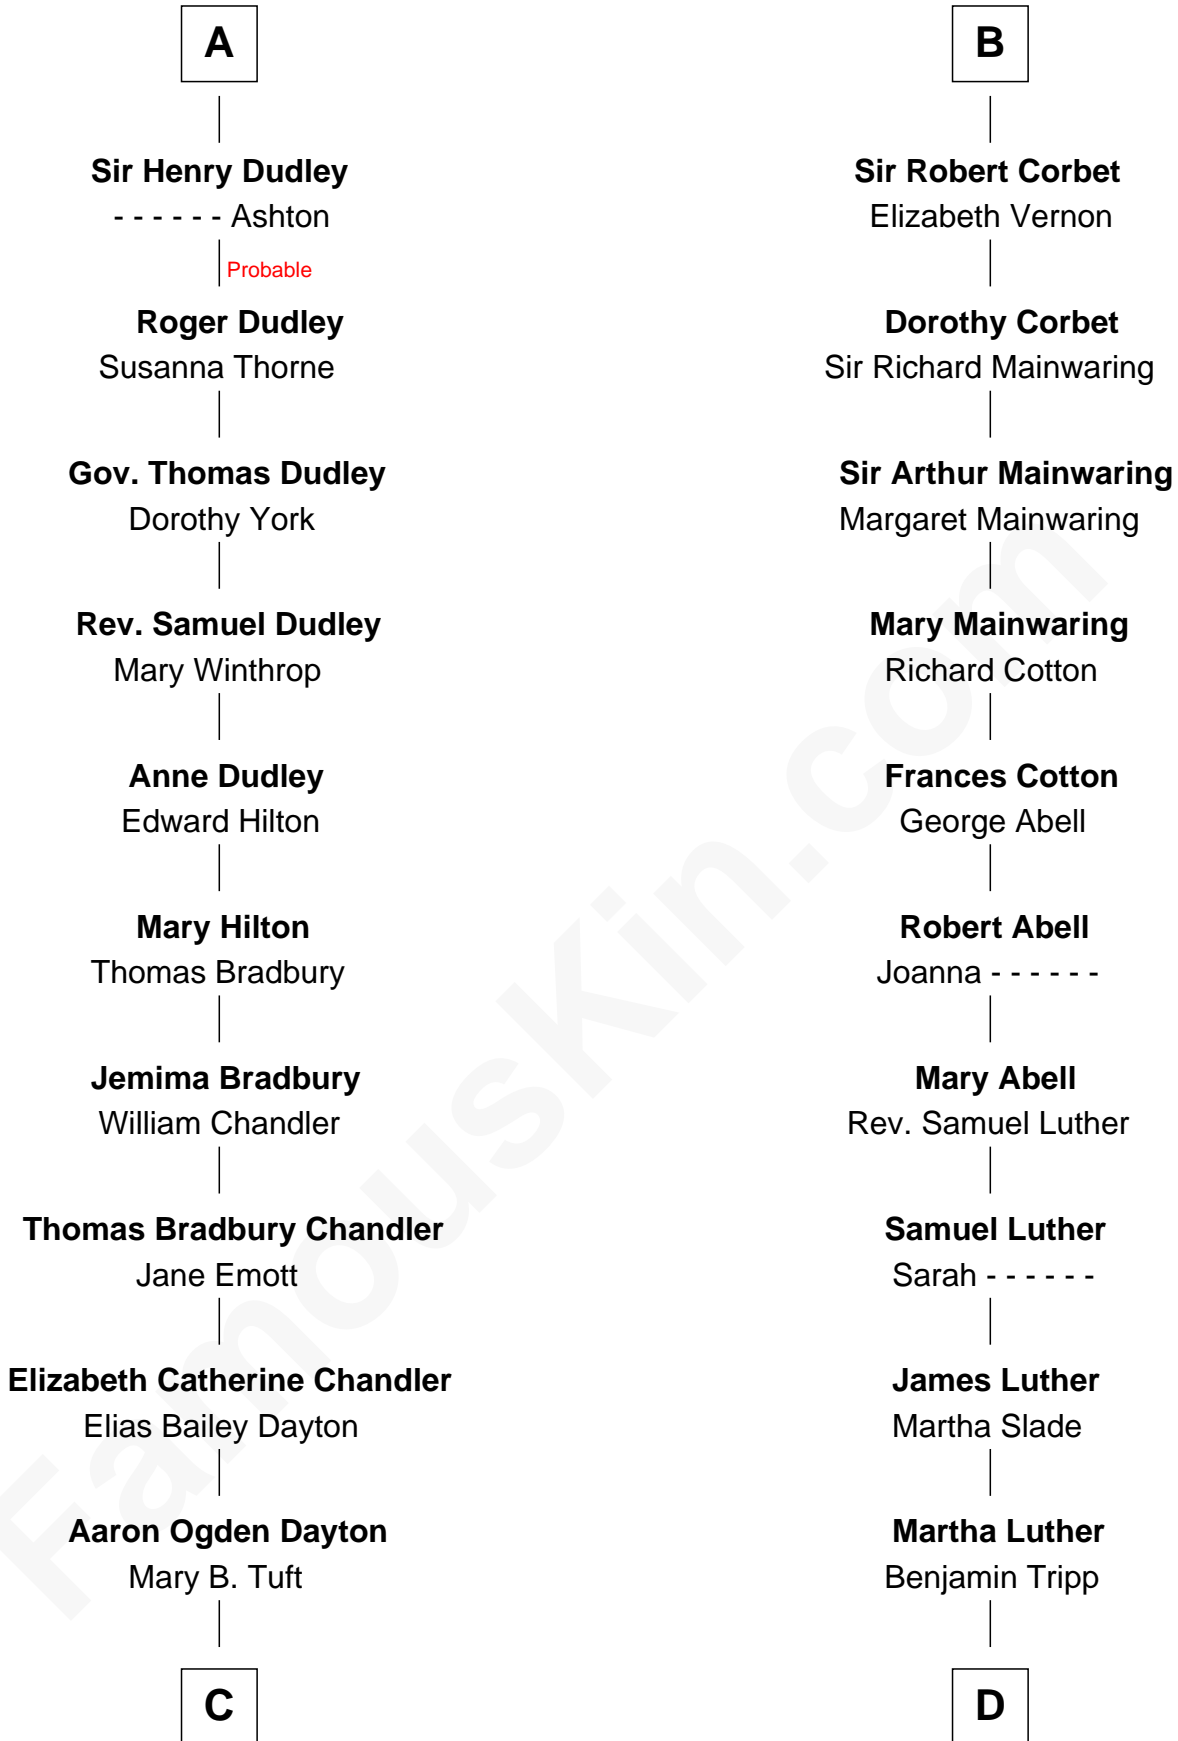 A
Sir Henry Dudley
- - - - - - Ashton
Probable
Roger Dudley
Susanna Thorne
Gov. Thomas Dudley
Dorothy York
Rev. Samuel Dudley
Mary Winthrop
Anne Dudley
Edward Hilton
Mary Hilton
Thomas Bradbury
Jemima Bradbury
William Chandler
Thomas Bradbury Chandler
Jane Emott
Elizabeth Catherine Chandler
Elias Bailey Dayton
Aaron Ogden Dayton
Mary B. Tuft
C
B
Sir Robert Corbet
Elizabeth Vernon
Dorothy Corbet
Sir Richard Mainwaring
Sir Arthur Mainwaring
Margaret Mainwaring
Mary Mainwaring
Richard Cotton
Frances Cotton
George Abell
Robert Abell
Joanna - - - - - -
Mary Abell
Rev. Samuel Luther
Samuel Luther
Sarah - - - - - -
James Luther
Martha Slade
Martha Luther
Benjamin Tripp
D
FamousKin.com